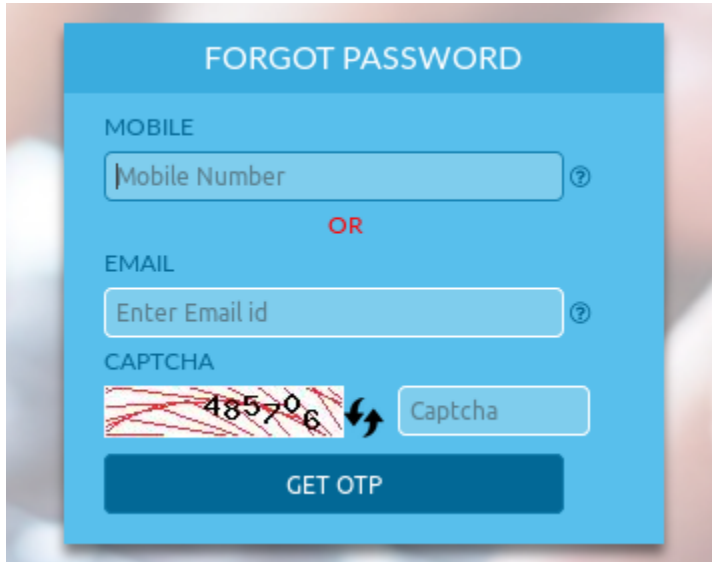 FORGOT PASSWORD
MOBILE
Mobile Number
OR
EMAIL
Enter Email id
CAPTCHA
485706 Captcha
GET OTP